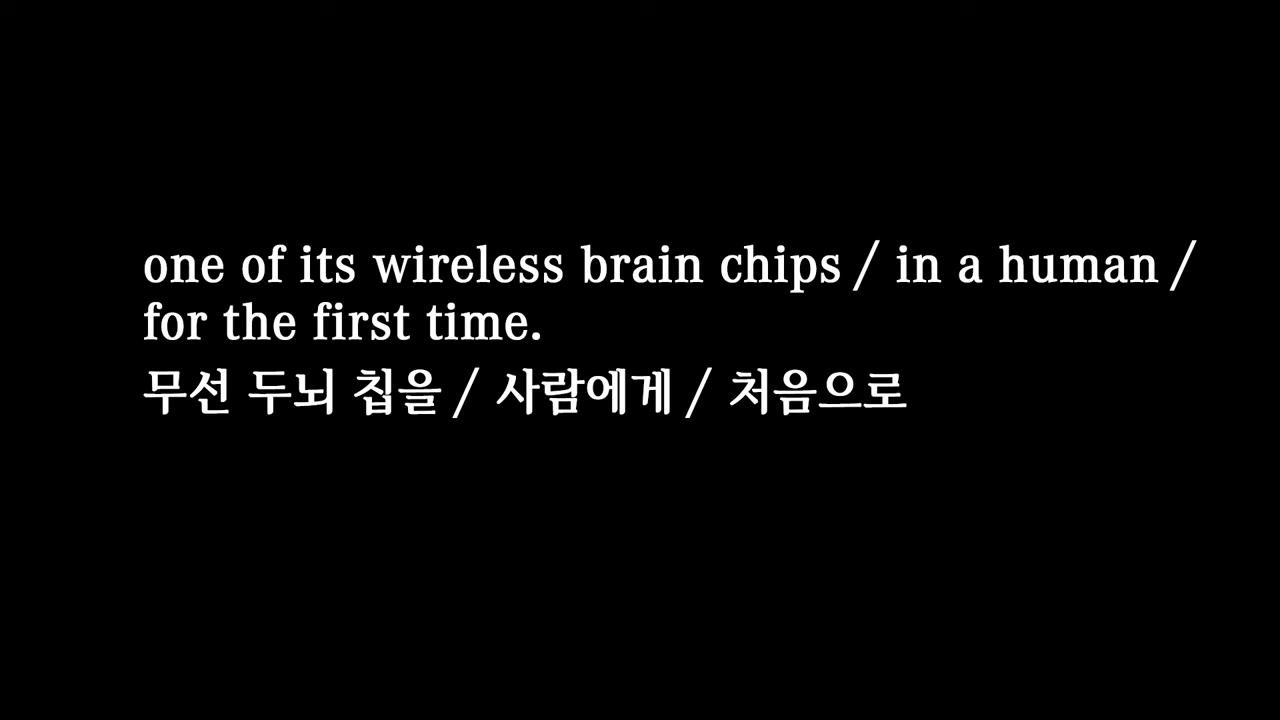 one of its wireless brain chips / in a human /
for the first time.
무선 두뇌 칩을 / 사람에게 / 처음으로